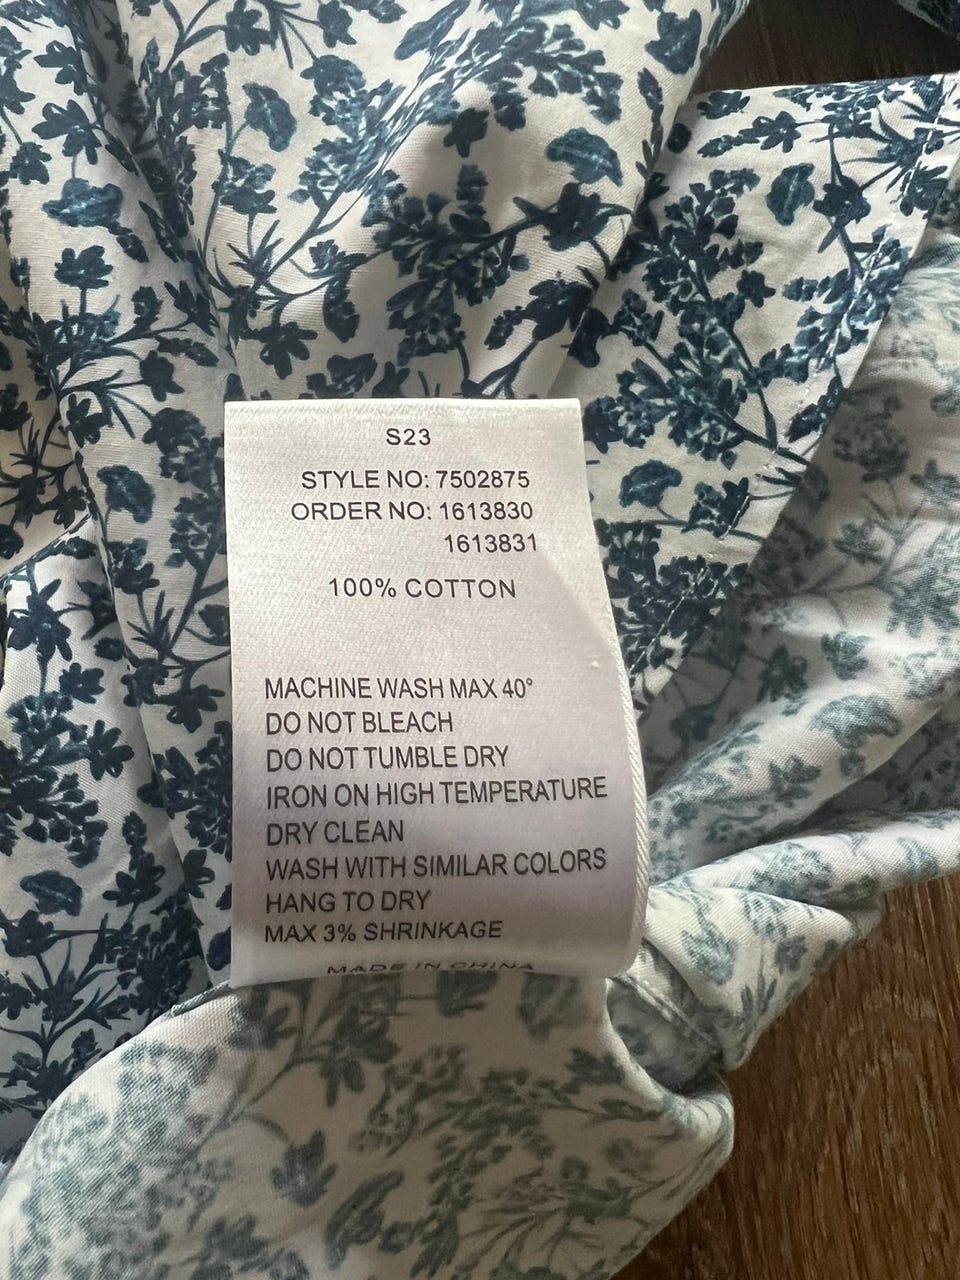 S23
STYLE NO: 7502875
ORDER NO: 1613830
1613831
100% COTTON
MACHINE WASH MAX 40°
DO NOT BLEACH
DO NOT TUMBLE DRY
IRON ON HIGH TEMPERATURE
DRY CLEAN
WASH WITH SIMILAR COLORS
HANG TO DRY
MAX 3% SHRINKAGE
MADE IN CHINA